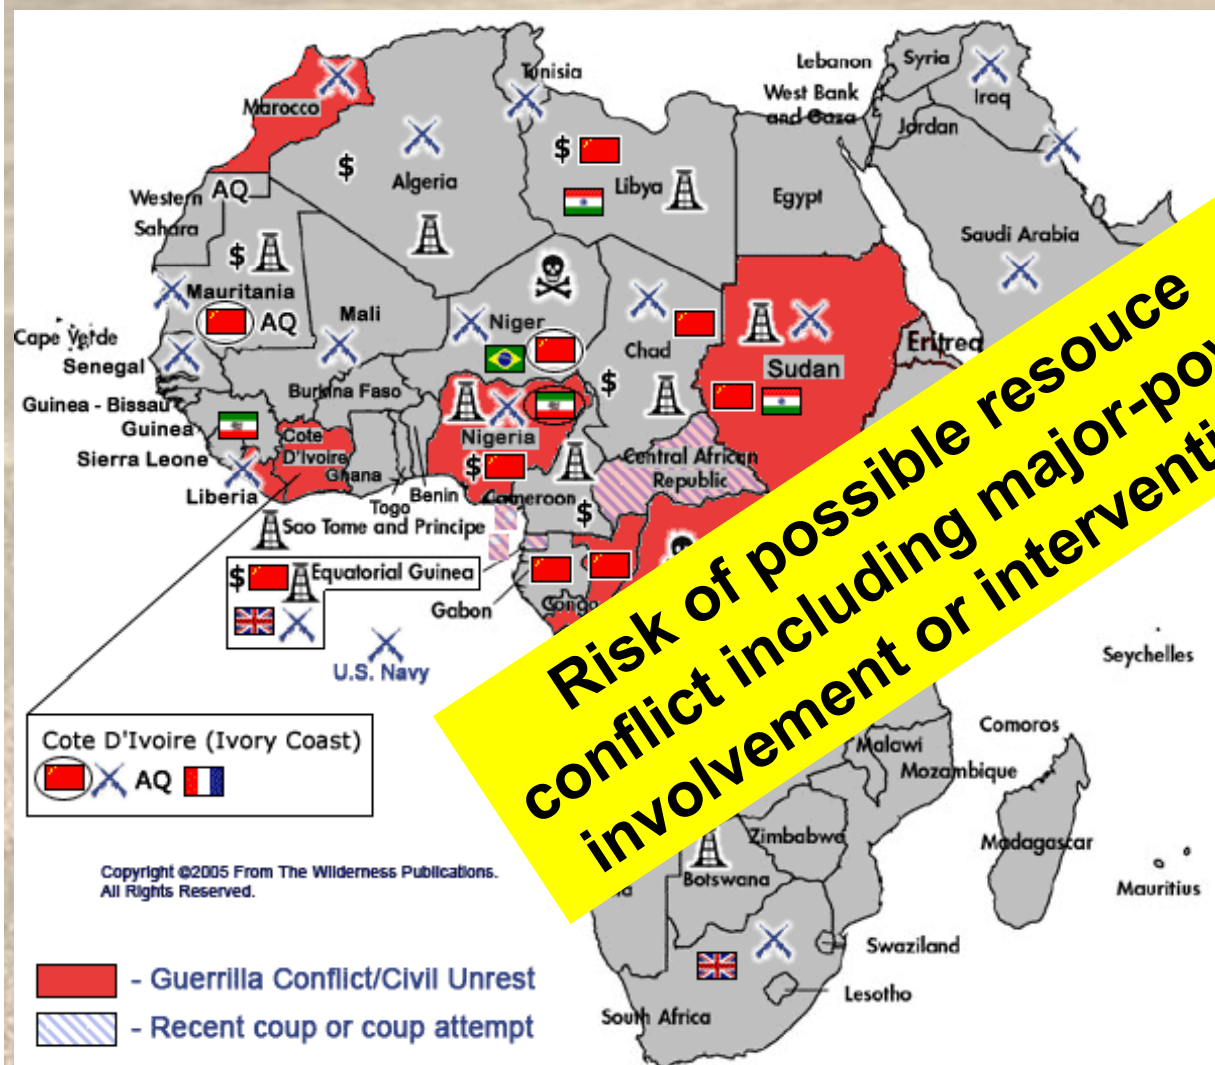 Tunisia
Lebanon
Syria
West Bank
and Gaza
Iraq
Jordan
Marocco
$
$
Algeria
Libya
Egypt
Western
Sahara
AQ
Saudi Arabia
$
Mauritania
AQ
Mali
Niger
Chad
Cape Verde
Senegal
$
Sudan
Eritrea
Burkina Faso
Guinea - Bissau
Guinea
Sierra Leone
Liberia
Cote
D'Ivoire
Ghana
Togo
Benin
Nigeria
$
Cameroon
$
Central African
Republic
Sao Tome and Principe
$
Equatorial Guinea
Gabon
Congo
U.S. Navy
Risk of possible resouce
conflict including
involvement or
Seychelles
Comoros
Malawi
Mozambique
Zimbabwe
Madagascar
Mauritius
Botswana
Swaziland
Lesotho
South Africa
Cote D'Ivoire (Ivory Coast)
AQ
Copyright ©2005 From The Wilderness Publications.
All Rights Reserved.
- Guerrilla Conflict/Civil Unrest
- Recent coup or coup attempt